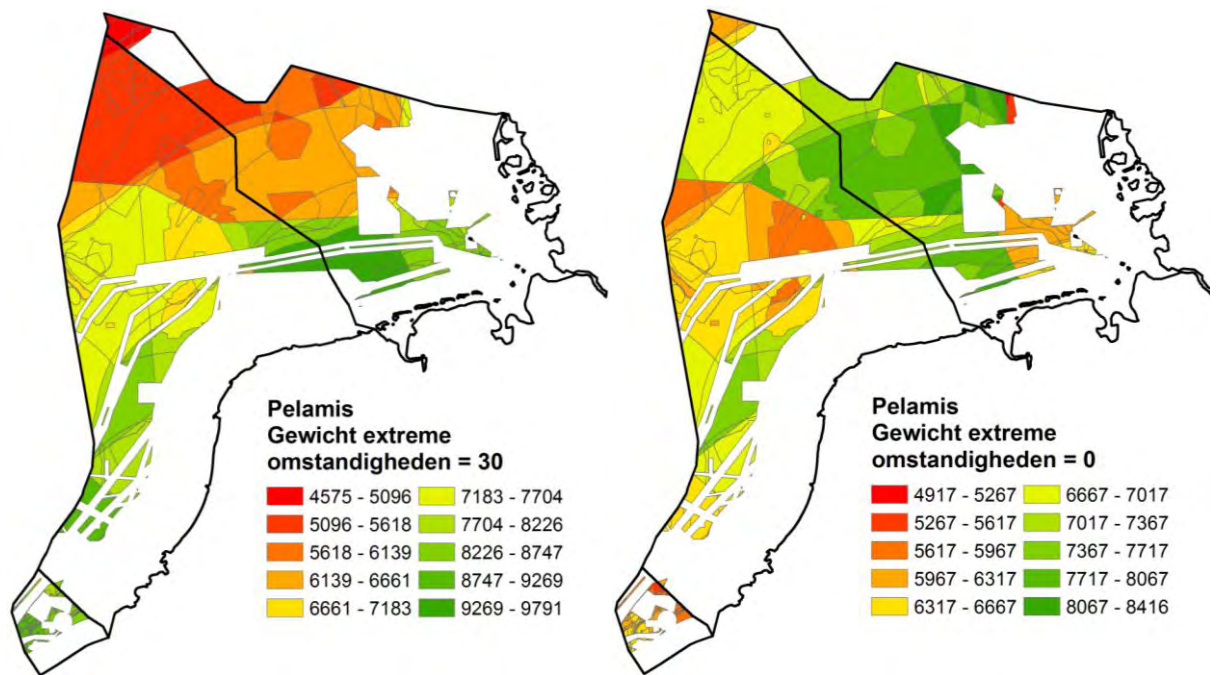 Pelamis
Gewicht extreme
omstandigheden = 30
4575 - 5096
5096 - 5618
5618 - 6139
6139 - 6661
6661 - 7183
7183 - 7704
7704 - 8226
8226 - 8747
8747 - 9269
9269 - 9791
Pelamis
Gewicht extreme
omstandigheden = 0
4917 - 5267
5267 - 5617
5617 - 5967
5967 - 6317
6317 - 6667
6667 - 7017
7017 - 7367
7367 - 7717
7717 - 8067
8067 - 8416